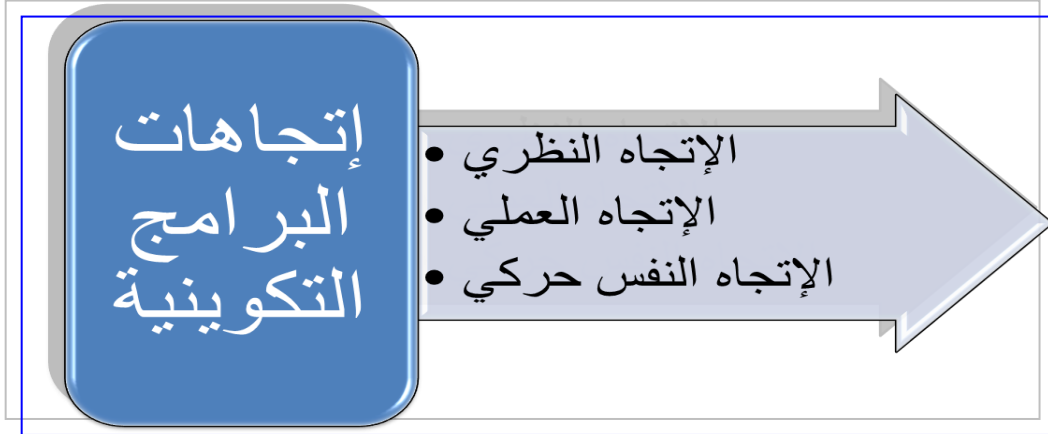 إتجاهات
البرامج
التكوينية
• الإتجاه النظري
• الإتجاه العملي
• الإتجاه النفس حركي